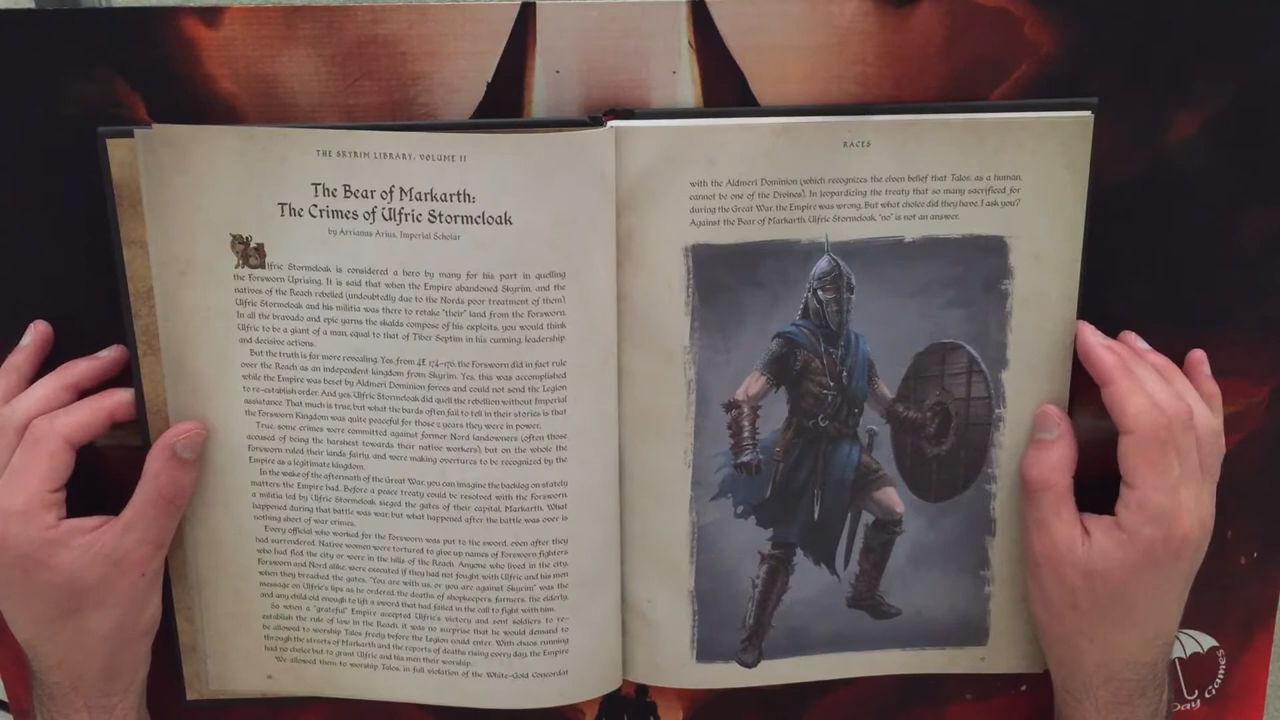 THE SKYRIM LIBRARY: VOLUME II
The Bear of Markarth:
The Crimes of Ulfric Stormcloak
by Arrianus Arius, Imperial Scholar
Ulfric Stormcloak is considered a hero by many for his part in quelling
the Forsworn Uprising. It is said that when the Empire abandoned Skyrim, and the
natives of the Reach rebelled (undoubtedly due to the Nords poor treatment of them)
Ulfric Stormcloak and his militia was there to retake "their" land from the Forsworn.
In all the bravado and epic yarns the skalds compose of his exploits, you would think
Ulfric to be a giant of a man, equal to that of Tiber Septim in his cunning, leadership,
and decisive actions.
But the truth is far more revealing. Yes, from 4E 174-176, the Forsworn did in fact rule
over the Reach as an independent kingdom from Skyrim. Yes, this was accomplished
while the Empire was beset by Aldmeri Dominion forces and could not send the Legion
to re-establish order. And yes, Ulfric Stormcloak did quell the rebellion without Imperial
assistance. That much is true, but what the bards often fail to tell in their stories is that
the Forsworn Kingdom was quite peaceful for those 2 years they were in power.
True, some crimes were committed against former Nord landowners (often those
accused of being the harshest towards their native workers), but on the whole the
Forsworn ruled their lands fairly, and were making overtures to be recognized by the
Empire as a legitimate kingdom.
In the wake of the aftermath of the Great War, you can imagine the backlog on stately
matters the Empire had. Before a peace treaty could be resolved with the Forsworn
a militia led by Ulfric Stormcloak sieged the gates of their capital, Markarth. What
happened during that battle was war, but what happened after the battle was over is
nothing short of war crimes.
Every official who worked for the Forsworn was put to the sword, even after they
had surrendered. Native women were tortured to give up names of Forsworn fighters
who had fled the city or were in the hills of the Reach. Anyone who lived in the city,
Forsworn and Nord alike, were executed if they had not fought with Ulfric and his men
when they breached the gates. "You are with us, or you are against Skyrim" was the
message on Ulfric's lips as he ordered the deaths of shopkeepers, farmers, the elderly,
and any child old enough to lift a sword that had failed in the call to fight with him.
So when a "grateful" Empire accepted Ulfric's victory and sent soldiers to re-
establish the rule of law in the Reach, it was no surprise that he would demand to
be allowed to worship Talos freely before the Legion could enter. With chaos running
through the streets of Markarth and the reports of deaths rising every day, the Empire
had no choice but to grant Ulfric and his men their worship.
We allowed them to worship Talos, in full violation of the White-Gold Concordat
RACES
with the Aldmeri Dominion (which recognizes the elven belief that Talos, as a human,
cannot be one of the Divines). In jeopardizing the treaty that so many sacrificed for
during the Great War, the Empire was wrong. But what choice did they have, I ask you?
Against the Bear of Markarth, Ulfric Stormcloak, "no" is not an answer.
Day Games